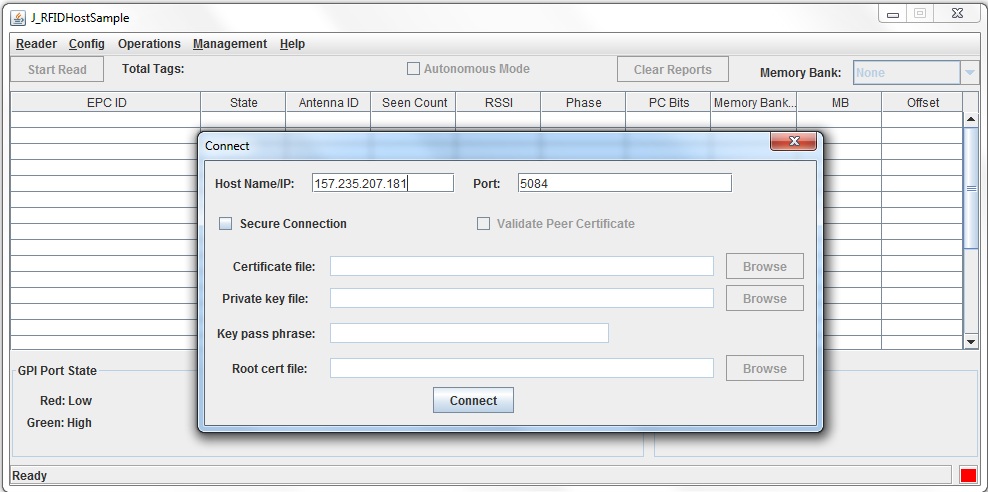 J_RFIDHostSample
Reader Config Operations Management Help
Start Read Total Tags: Autonomous Mode Clear Reports Memory Bank: None
EPC ID State Antenna ID Seen Count RSSI Phase PC Bits Memory Bank... MB Offset
Connect
Host Name/IP: 157.235.207.181 Port: 5084
Secure Connection Validate Peer Certificate
Certificate file: Browse
Private key file: Browse
Key pass phrase:
Root cert file: Browse
Connect
GPI Port State
Red: Low
Green: High
Ready